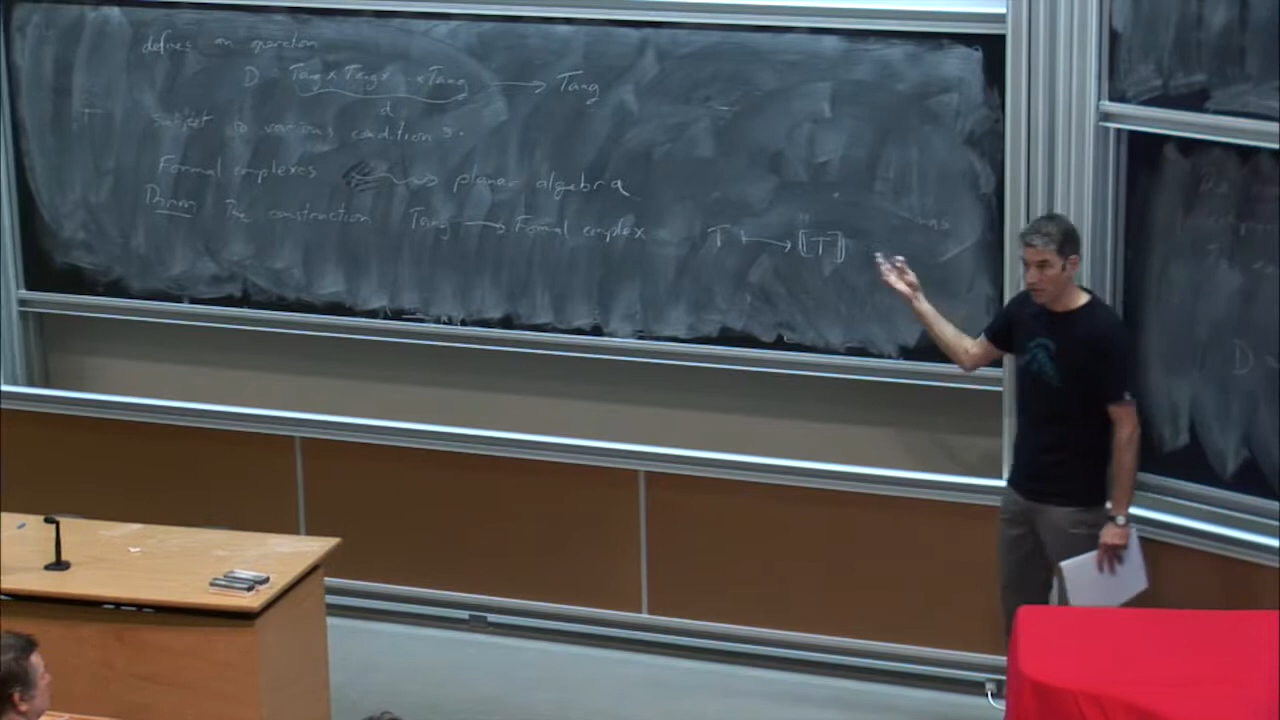 defines an operation
D : Tang x Tang x ... x Tang ⟶ Tang
d
subject to various conditions.
Formal complexes ⟿ planar algebra
Thm The construction Tang ⟶ Formal complex T ⟼ [[T]]
D